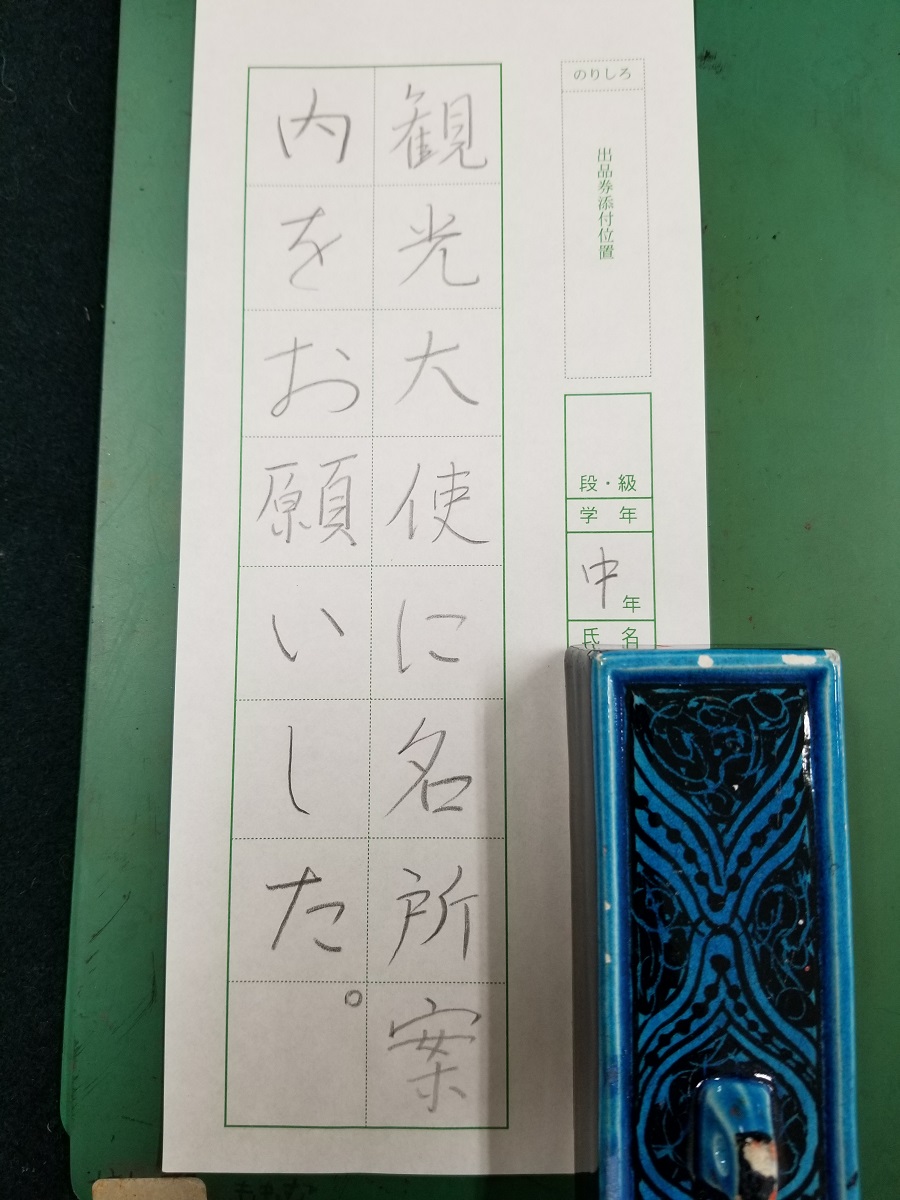 のりしろ
出品券添付位置
段・級
学年
中年
氏名
観光大使に名所案
内をお願いした。